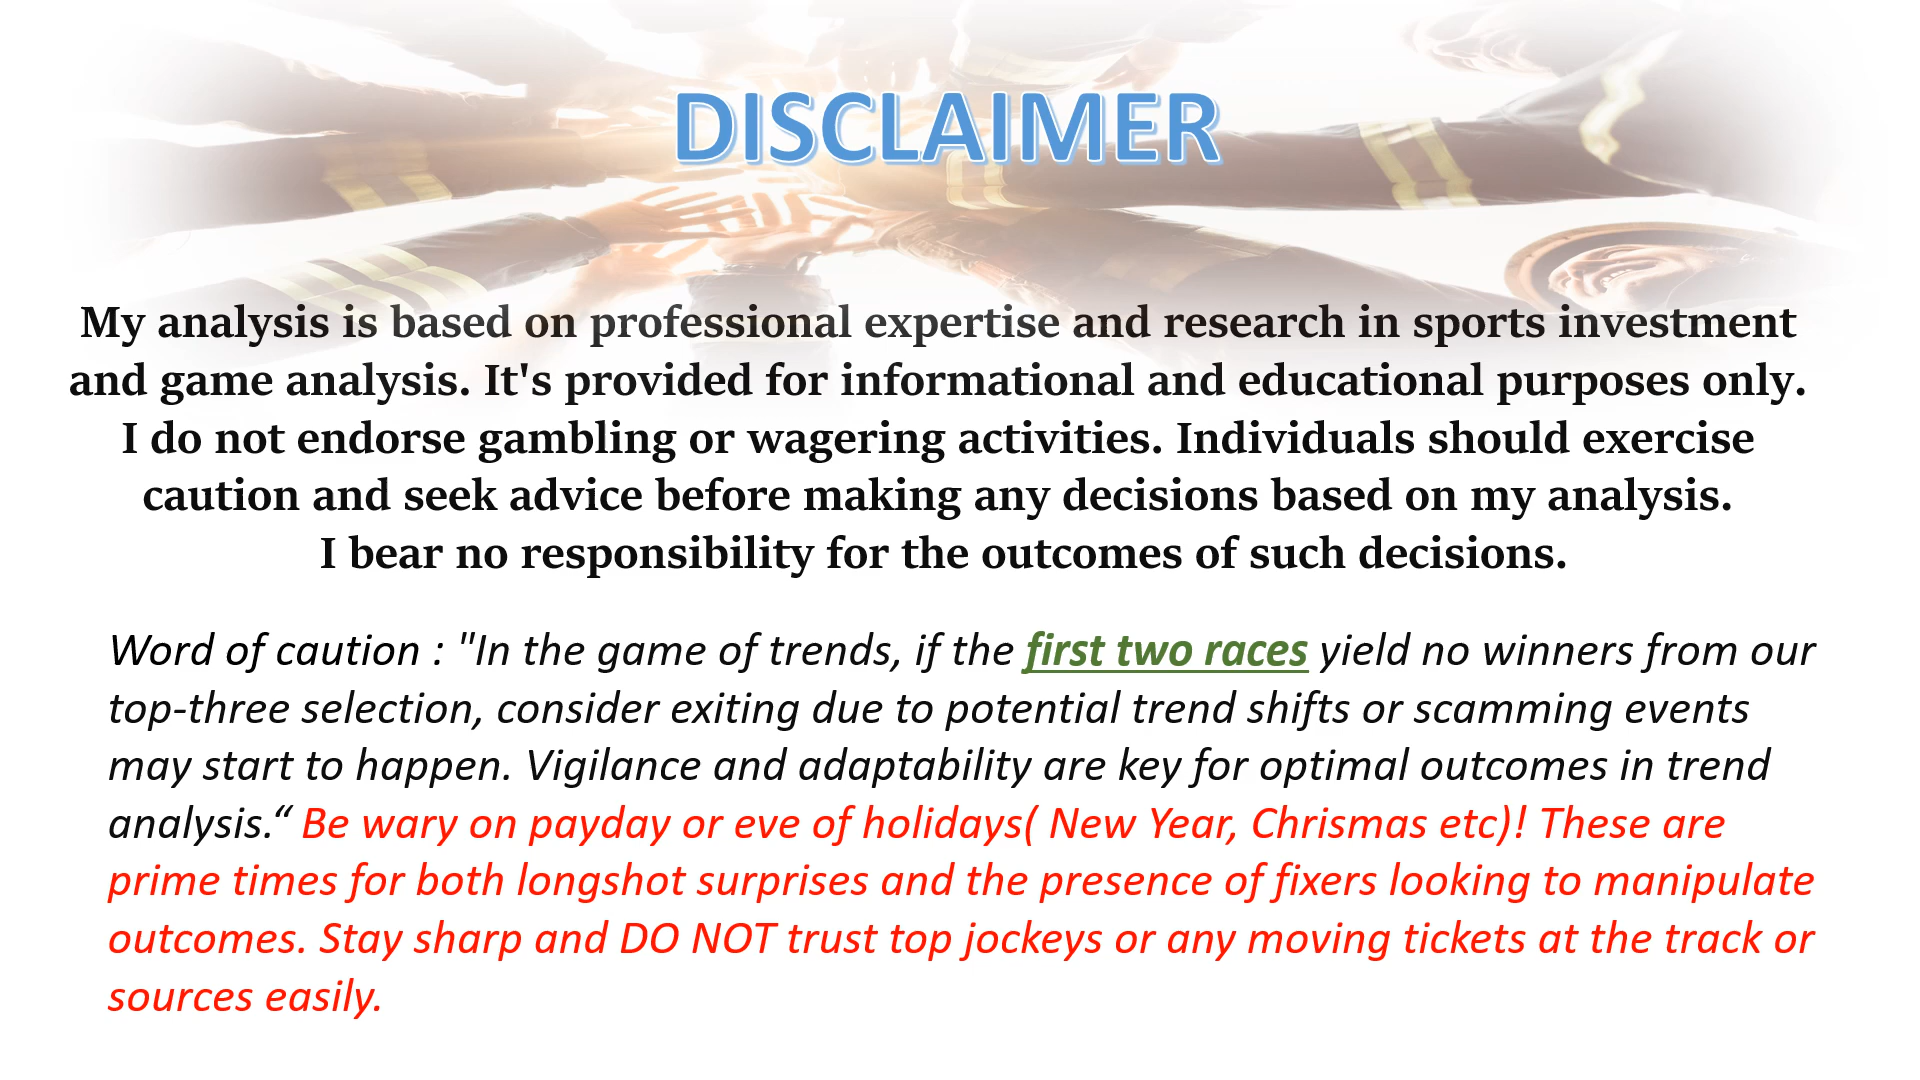 DISCLAIMER
My analysis is based on professional expertise and research in sports investment
and game analysis. It's provided for informational and educational purposes only.
I do not endorse gambling or wagering activities. Individuals should exercise
caution and seek advice before making any decisions based on my analysis.
I bear no responsibility for the outcomes of such decisions.
Word of caution : "In the game of trends, if the first two races yield no winners from our
top-three selection, consider exiting due to potential trend shifts or scamming events
may start to happen. Vigilance and adaptability are key for optimal outcomes in trend
analysis.“ Be wary on payday or eve of holidays( New Year, Chrismas etc)! These are
prime times for both longshot surprises and the presence of fixers looking to manipulate
outcomes. Stay sharp and DO NOT trust top jockeys or any moving tickets at the track or
sources easily.